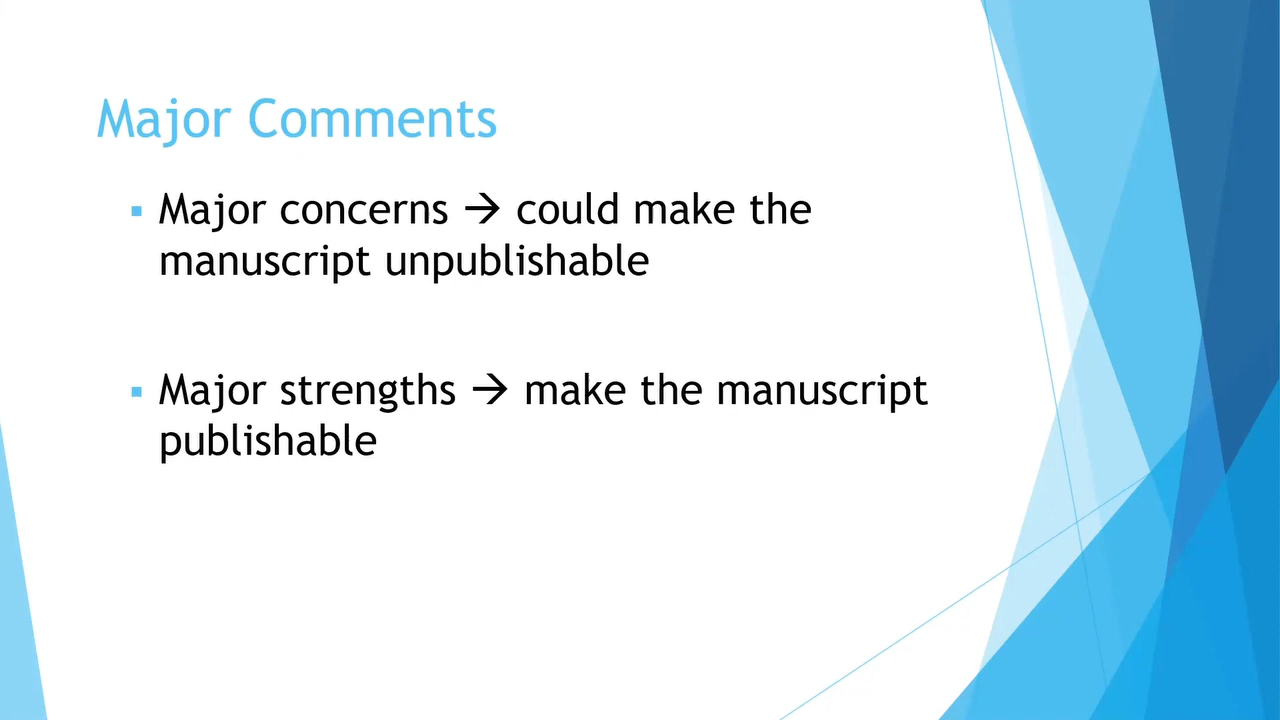 Major Comments
▪ Major concerns → could make the
manuscript unpublishable
▪ Major strengths → make the manuscript
publishable